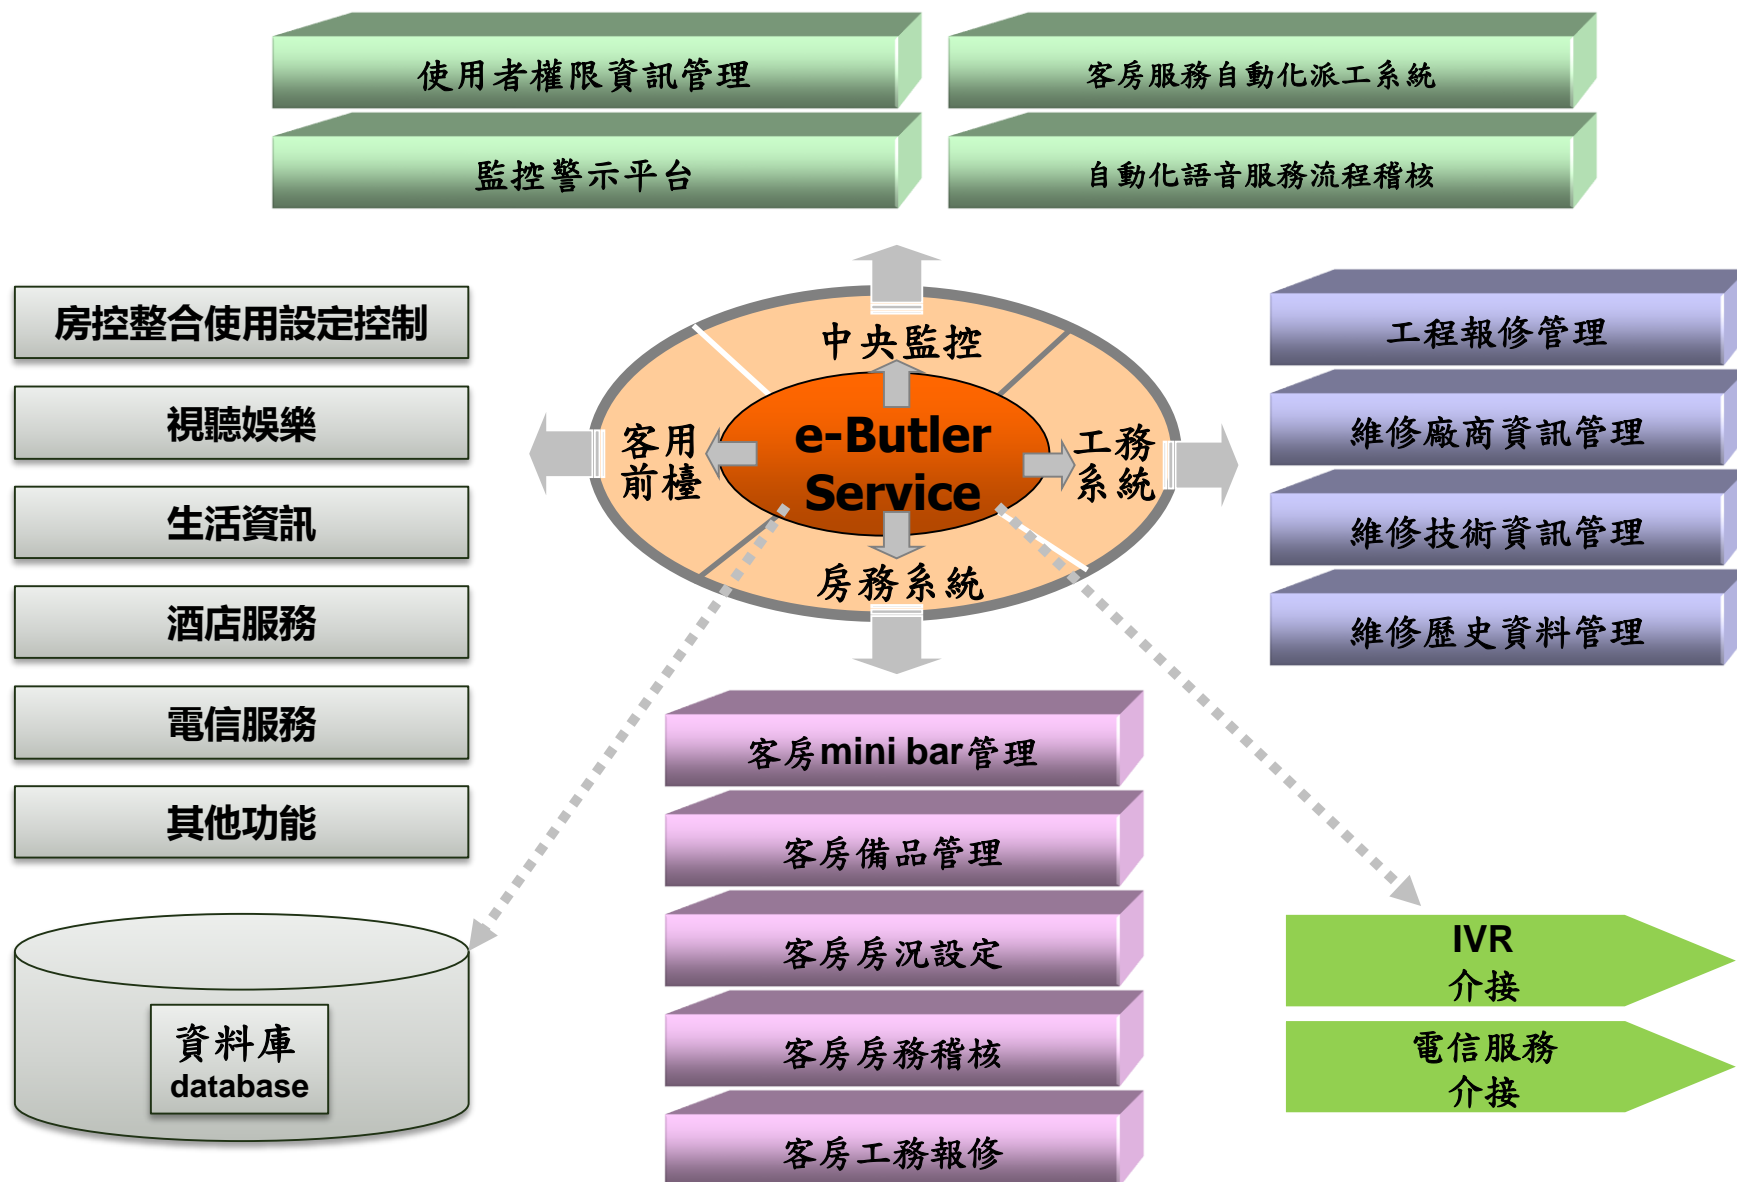 使用者權限資訊管理
客房服務自動化派工系統
監控警示平台
自動化語音服務流程稽核
房控整合使用設定控制
視聽娛樂
生活資訊
酒店服務
電信服務
其他功能
中央監控
客用
前檯
e-Butler
Service
工務
系統
房務系統
工程報修管理
維修廠商資訊管理
維修技術資訊管理
維修歷史資料管理
客房mini bar管理
客房備品管理
客房房況設定
客房房務稽核
客房工務報修
資料庫
database
IVR
介接
電信服務
介接